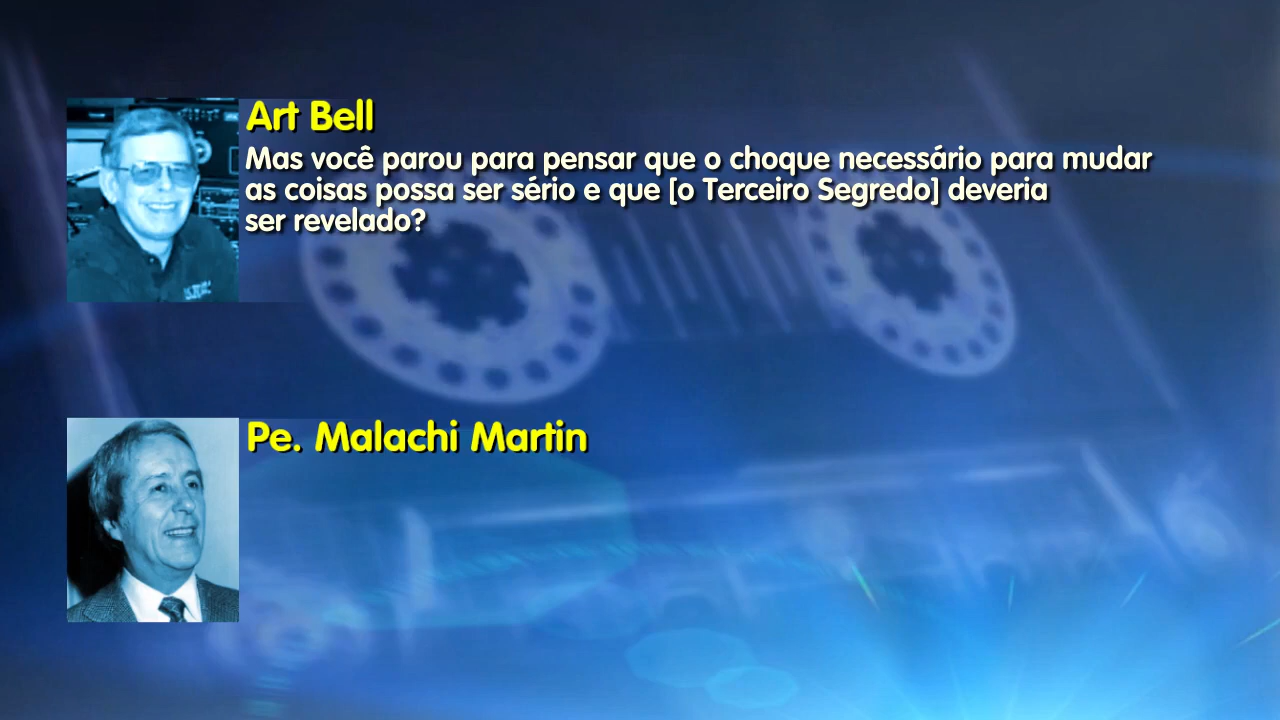 Art Bell
Mas você parou para pensar que o choque necessário para mudar
as coisas possa ser sério e que [o Terceiro Segredo] deveria
ser revelado?
Pe. Malachi Martin